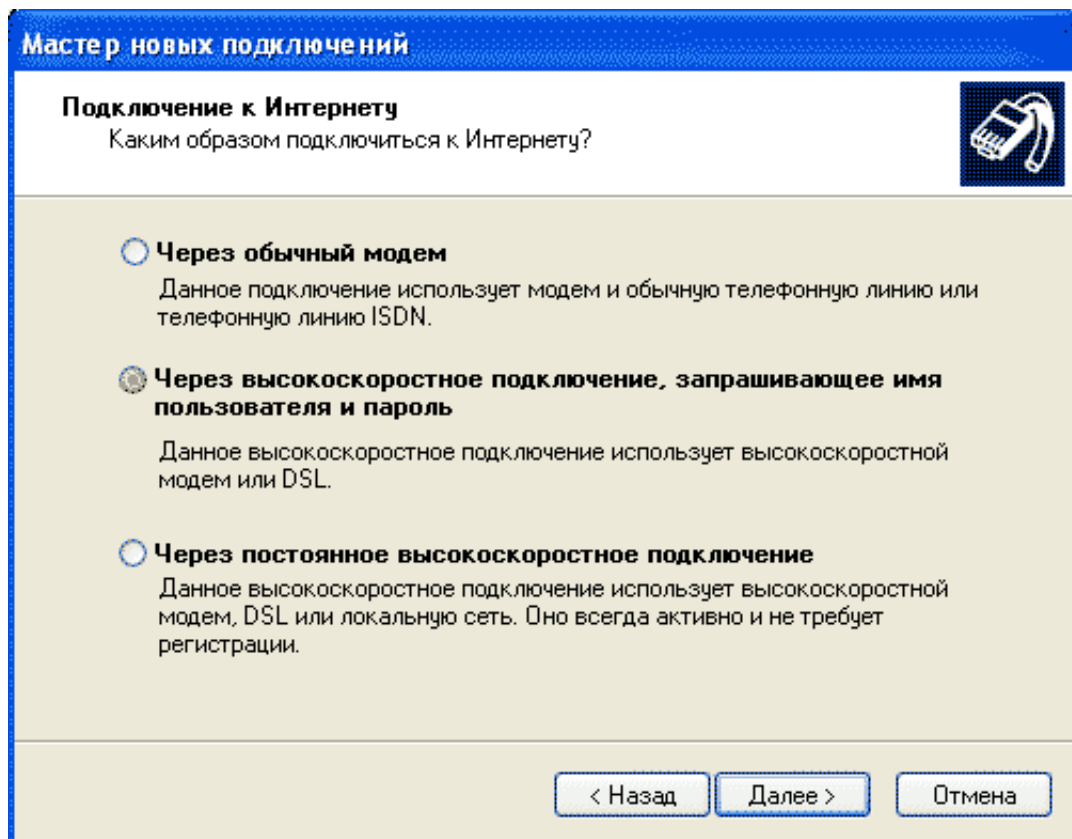 Мастер новых подключений
Подключение к Интернету
Каким образом подключиться к Интернету?
Через обычный модем
Данное подключение использует модем и обычную телефонную линию или
телефонную линию ISDN.
Через высокоскоростное подключение, запрашивающее имя
пользователя и пароль
Данное высокоскоростное подключение использует высокоскоростной
модем или DSL.
Через постоянное высокоскоростное подключение
Данное высокоскоростное подключение использует высокоскоростной
модем, DSL или локальную сеть. Оно всегда активно и не требует
регистрации.
< Назад
Далее >
Отмена